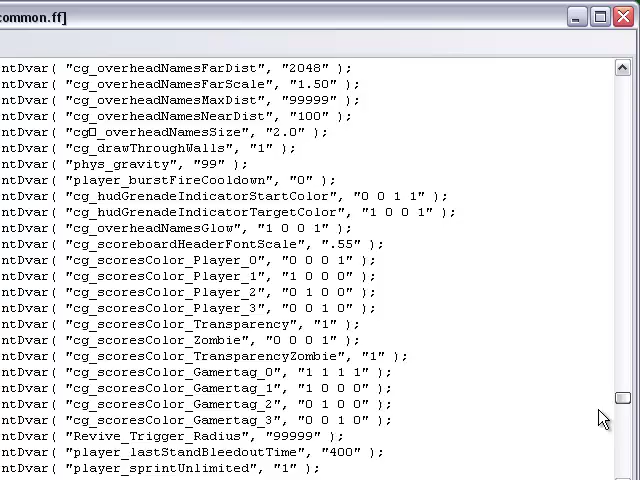 common.ff]
ntDvar( "cg_overheadNamesFarDist", "2048" );
ntDvar( "cg_overheadNamesFarScale", "1.50" );
ntDvar( "cg_overheadNamesMaxDist", "99999" );
ntDvar( "cg_overheadNamesNearDist", "100" );
ntDvar( "cg□_overheadNamesSize", "2.0" );
ntDvar( "cg_drawThroughWalls", "1" );
ntDvar( "phys_gravity", "99" );
ntDvar( "player_burstFireCooldown", "0" );
ntDvar( "cg_hudGrenadeIndicatorStartColor", "0 0 1 1" );
ntDvar( "cg_hudGrenadeIndicatorTargetColor", "1 0 0 1" );
ntDvar( "cg_overheadNamesGlow", "1 0 0 1" );
ntDvar( "cg_scoreboardHeaderFontScale", ".55" );
ntDvar( "cg_scoresColor_Player_0", "0 0 0 1" );
ntDvar( "cg_scoresColor_Player_1", "1 0 0 0" );
ntDvar( "cg_scoresColor_Player_2", "0 1 0 0" );
ntDvar( "cg_scoresColor_Player_3", "0 0 1 0" );
ntDvar( "cg_scoresColor_Transparency", "1" );
ntDvar( "cg_scoresColor_Zombie", "0 0 0 1" );
ntDvar( "cg_scoresColor_TransparencyZombie", "1" );
ntDvar( "cg_scoresColor_Gamertag_0", "1 1 1 1" );
ntDvar( "cg_scoresColor_Gamertag_1", "1 0 0 0" );
ntDvar( "cg_scoresColor_Gamertag_2", "0 1 0 0" );
ntDvar( "cg_scoresColor_Gamertag_3", "0 0 1 0" );
ntDvar( "Revive_Trigger_Radius", "99999" );
ntDvar( "player_lastStandBleedoutTime", "400" );
ntDvar( "player_sprintUnlimited", "1" );